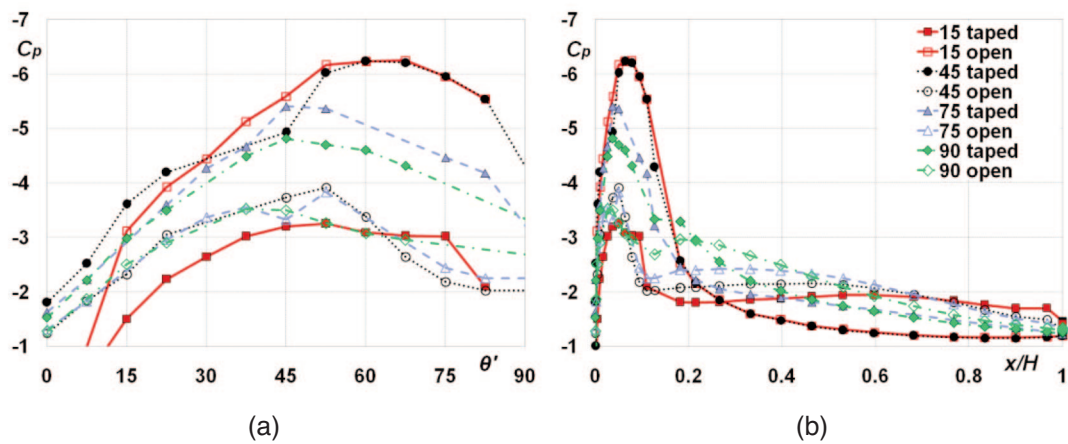 -7
Cp
-6
-5
-4
-3
-2
-1
0 15 30 45 60 75 θ' 90
(a)
-7
Cp
-6
-5
-4
-3
-2
-1
0 0.2 0.4 0.6 0.8 x/H 1
15 taped
15 open
45 taped
45 open
75 taped
75 open
90 taped
90 open
(b)